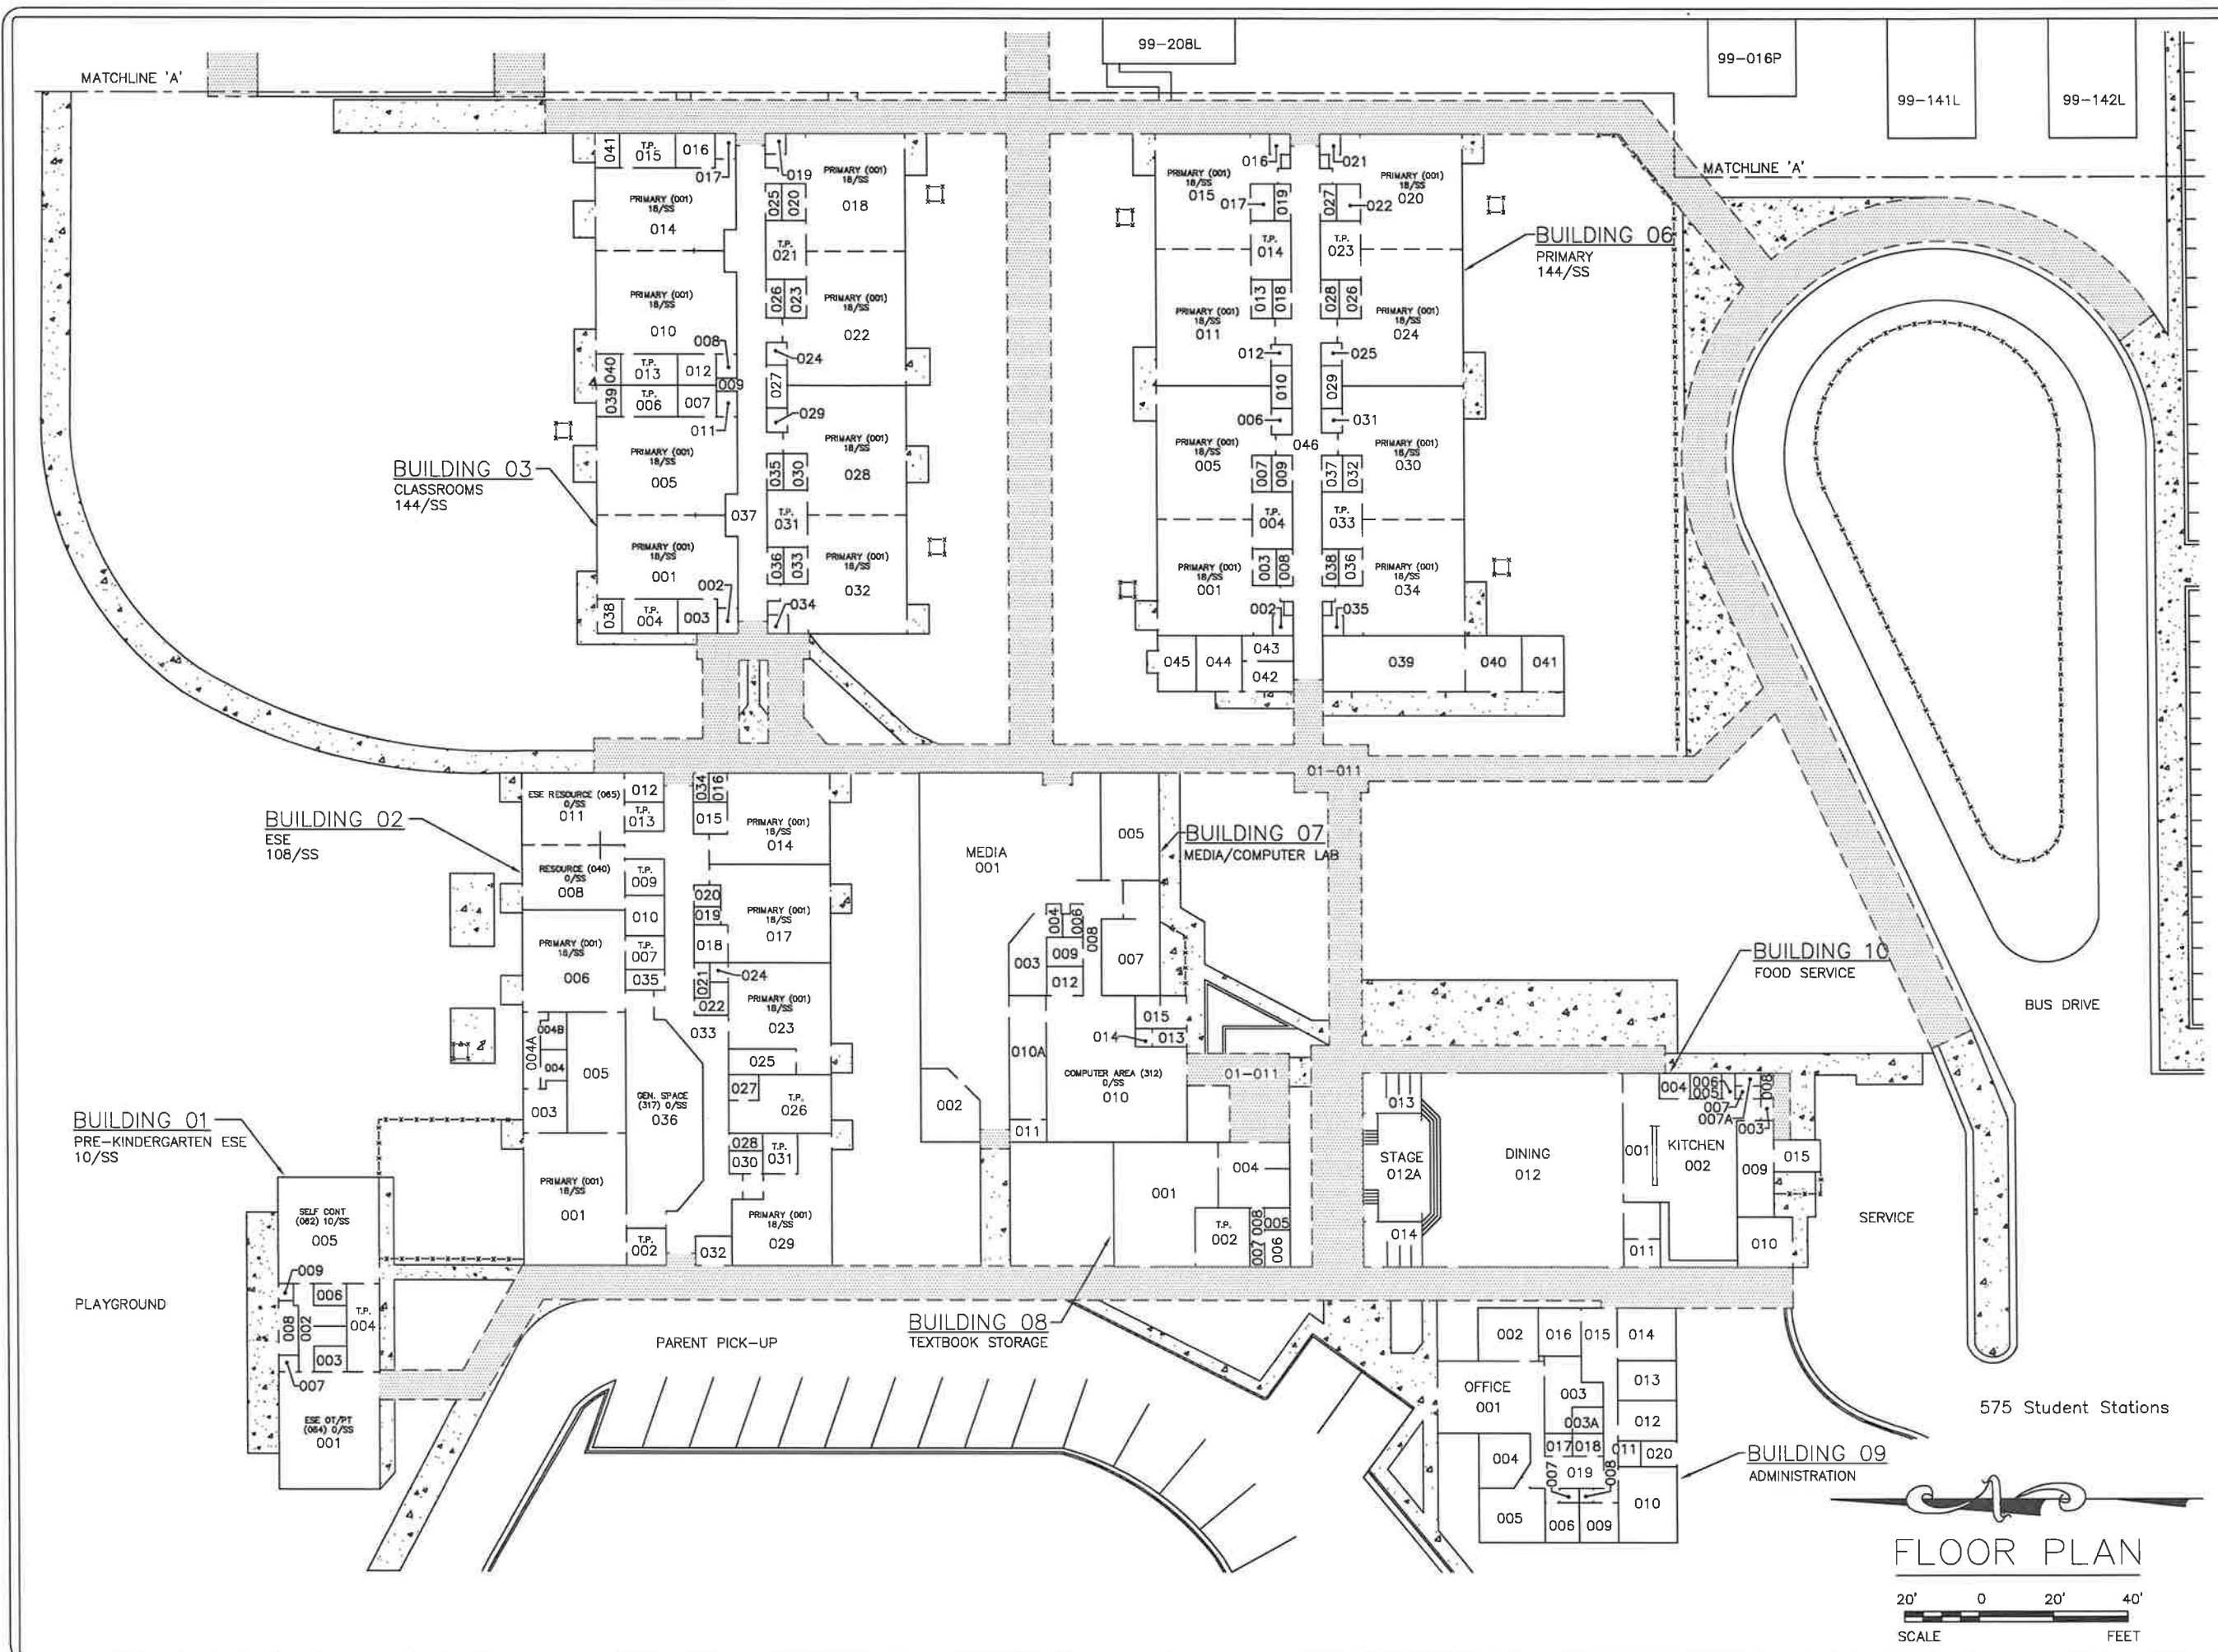 99-208L
99-016P
99-141L
99-142L
MATCHLINE 'A'
MATCHLINE 'A'
BUILDING 03
CLASSROOMS
144/SS
041
T.P.
015
016
017
PRIMARY (001)
18/SS
014
PRIMARY (001)
18/SS
010
008
040
T.P.
013
012
009
039
T.P.
006
007
011
PRIMARY (001)
18/SS
005
037
PRIMARY (001)
18/SS
001
002
038
T.P.
004
003
019
025
020
PRIMARY (001)
18/SS
018
T.P.
021
026
023
PRIMARY (001)
18/SS
022
024
027
029
PRIMARY (001)
18/SS
028
035
030
T.P.
031
036
033
PRIMARY (001)
18/SS
032
034
BUILDING 06
PRIMARY
144/SS
016
PRIMARY (001)
18/SS
015
017
019
T.P.
014
013
018
PRIMARY (001)
18/SS
011
012
010
006
PRIMARY (001)
18/SS
005
046
007
009
T.P.
004
003
008
PRIMARY (001)
18/SS
001
002
021
PRIMARY (001)
18/SS
020
027
022
T.P.
023
028
026
PRIMARY (001)
18/SS
024
025
029
031
PRIMARY (001)
18/SS
030
037
032
T.P.
033
038
036
PRIMARY (001)
18/SS
034
035
045
044
043
042
039
040
041
01-011
BUILDING 02
ESE
108/SS
ESE RESOURCE (065)
0/SS
011
012
T.P.
013
RESOURCE (040)
0/SS
008
T.P.
009
010
PRIMARY (001)
18/SS
006
T.P.
007
035
004A
004B
004
005
003
GEN. SPACE
(317) 0/SS
036
PRIMARY (001)
18/SS
001
T.P.
002
034
016
015
PRIMARY (001)
18/SS
014
020
019
018
PRIMARY (001)
18/SS
017
021
024
022
033
PRIMARY (001)
18/SS
023
025
027
T.P.
026
028
030
T.P.
031
PRIMARY (001)
18/SS
029
032
BUILDING 07
MEDIA/COMPUTER LAB
MEDIA
001
005
004
006
008
003
009
012
007
015
014
013
010A
COMPUTER AREA (312)
0/SS
010
002
011
01-011
BUILDING 10
FOOD SERVICE
013
STAGE
012A
014
DINING
012
001
KITCHEN
002
004
006
005
007
007A
008
003
009
015
011
010
BUS DRIVE
SERVICE
BUILDING 01
PRE-KINDERGARTEN ESE
10/SS
SELF CONT
(062) 10/SS
005
009
006
008
002
T.P.
004
003
007
ESE OT/PT
(064) 0/SS
001
PLAYGROUND
PARENT PICK-UP
BUILDING 08
TEXTBOOK STORAGE
001
004
T.P.
002
008
005
007
006
BUILDING 09
ADMINISTRATION
002
016
015
014
OFFICE
001
003
003A
013
012
004
017
018
011
020
007
019
008
005
006
009
010
575 Student Stations
FLOOR PLAN
20' 0 20' 40'
SCALE FEET